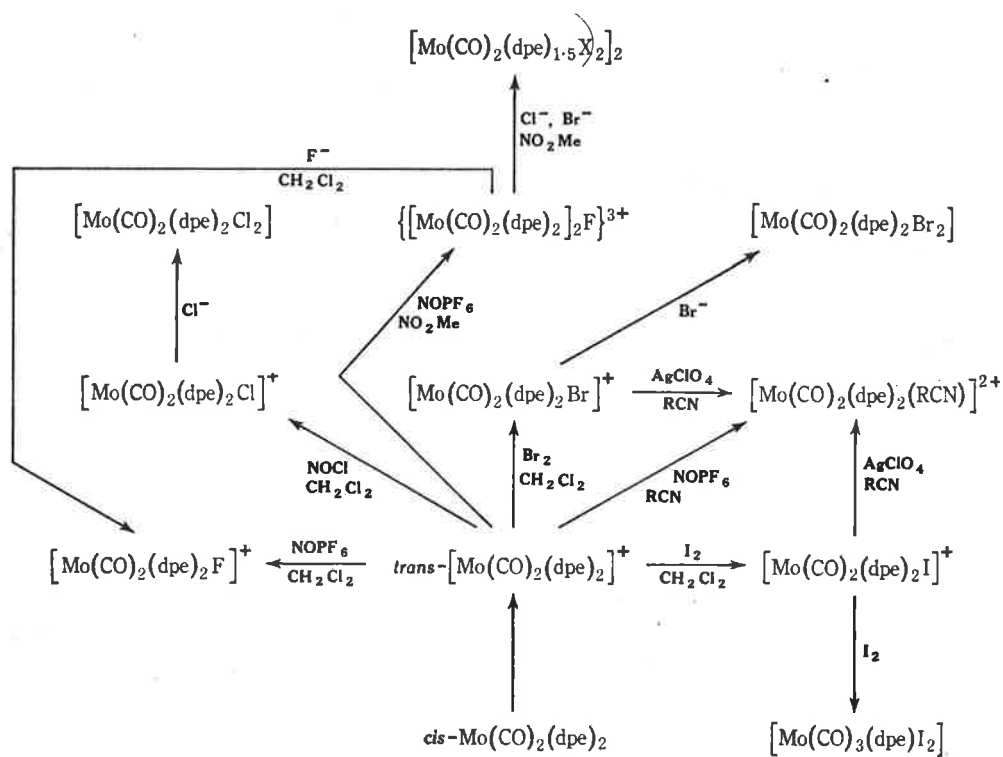 [Mo(CO)₂(dpe)₁.₅X)₂]₂
Cl⁻, Br⁻
NO₂Me
F⁻
CH₂Cl₂
[Mo(CO)₂(dpe)₂Cl₂]
{[Mo(CO)₂(dpe)₂]₂F}³⁺
[Mo(CO)₂(dpe)₂Br₂]
Cl⁻
NOPF₆
NO₂Me
Br⁻
[Mo(CO)₂(dpe)₂Cl]⁺
[Mo(CO)₂(dpe)₂Br]⁺
AgClO₄
RCN
[Mo(CO)₂(dpe)₂(RCN)]²⁺
NOCl
CH₂Cl₂
Br₂
CH₂Cl₂
NOPF₆
RCN
AgClO₄
RCN
[Mo(CO)₂(dpe)₂F]⁺
NOPF₆
CH₂Cl₂
trans-[Mo(CO)₂(dpe)₂]⁺
I₂
CH₂Cl₂
[Mo(CO)₂(dpe)₂I]⁺
I₂
cis-Mo(CO)₂(dpe)₂
[Mo(CO)₃(dpe)I₂]